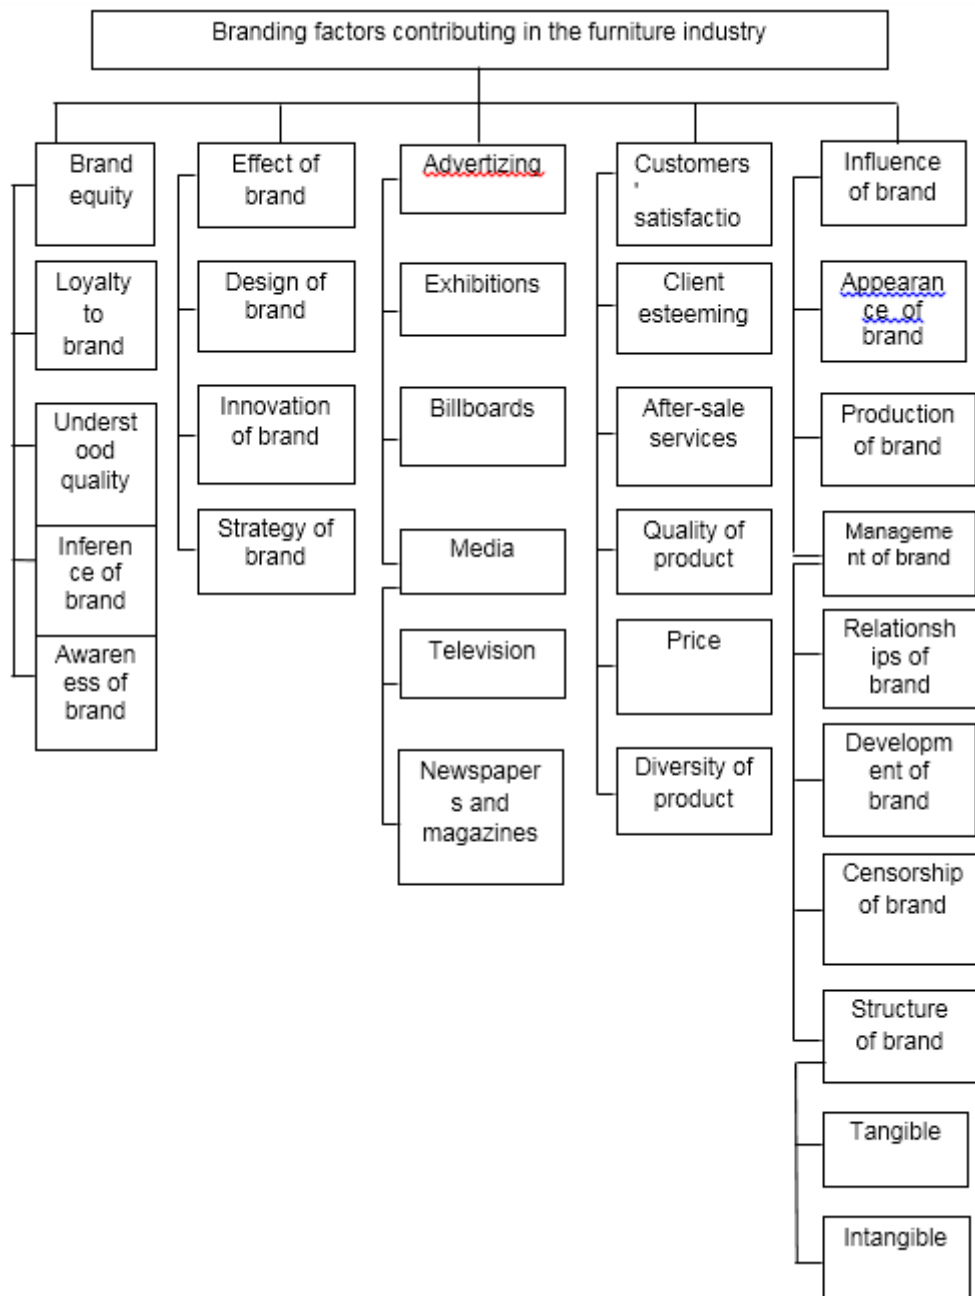 Branding factors contributing in the furniture industry
Brand
equity
Loyalty
to
brand
Underst
ood
quality
Inferen
ce of
brand
Awaren
ess of
brand
Effect of
brand
Design of
brand
Innovation
of brand
Strategy of
brand
Advertizing
Exhibitions
Billboards
Media
Television
Newspaper
s and
magazines
Customers
'
satisfactio
Client
esteeming
After-sale
services
Quality of
product
Price
Diversity of
product
Influence
of brand
Appearan
ce of
brand
Production
of brand
Manageme
nt of brand
Relationsh
ips of
brand
Developm
ent of
brand
Censorship
of brand
Structure
of brand
Tangible
Intangible